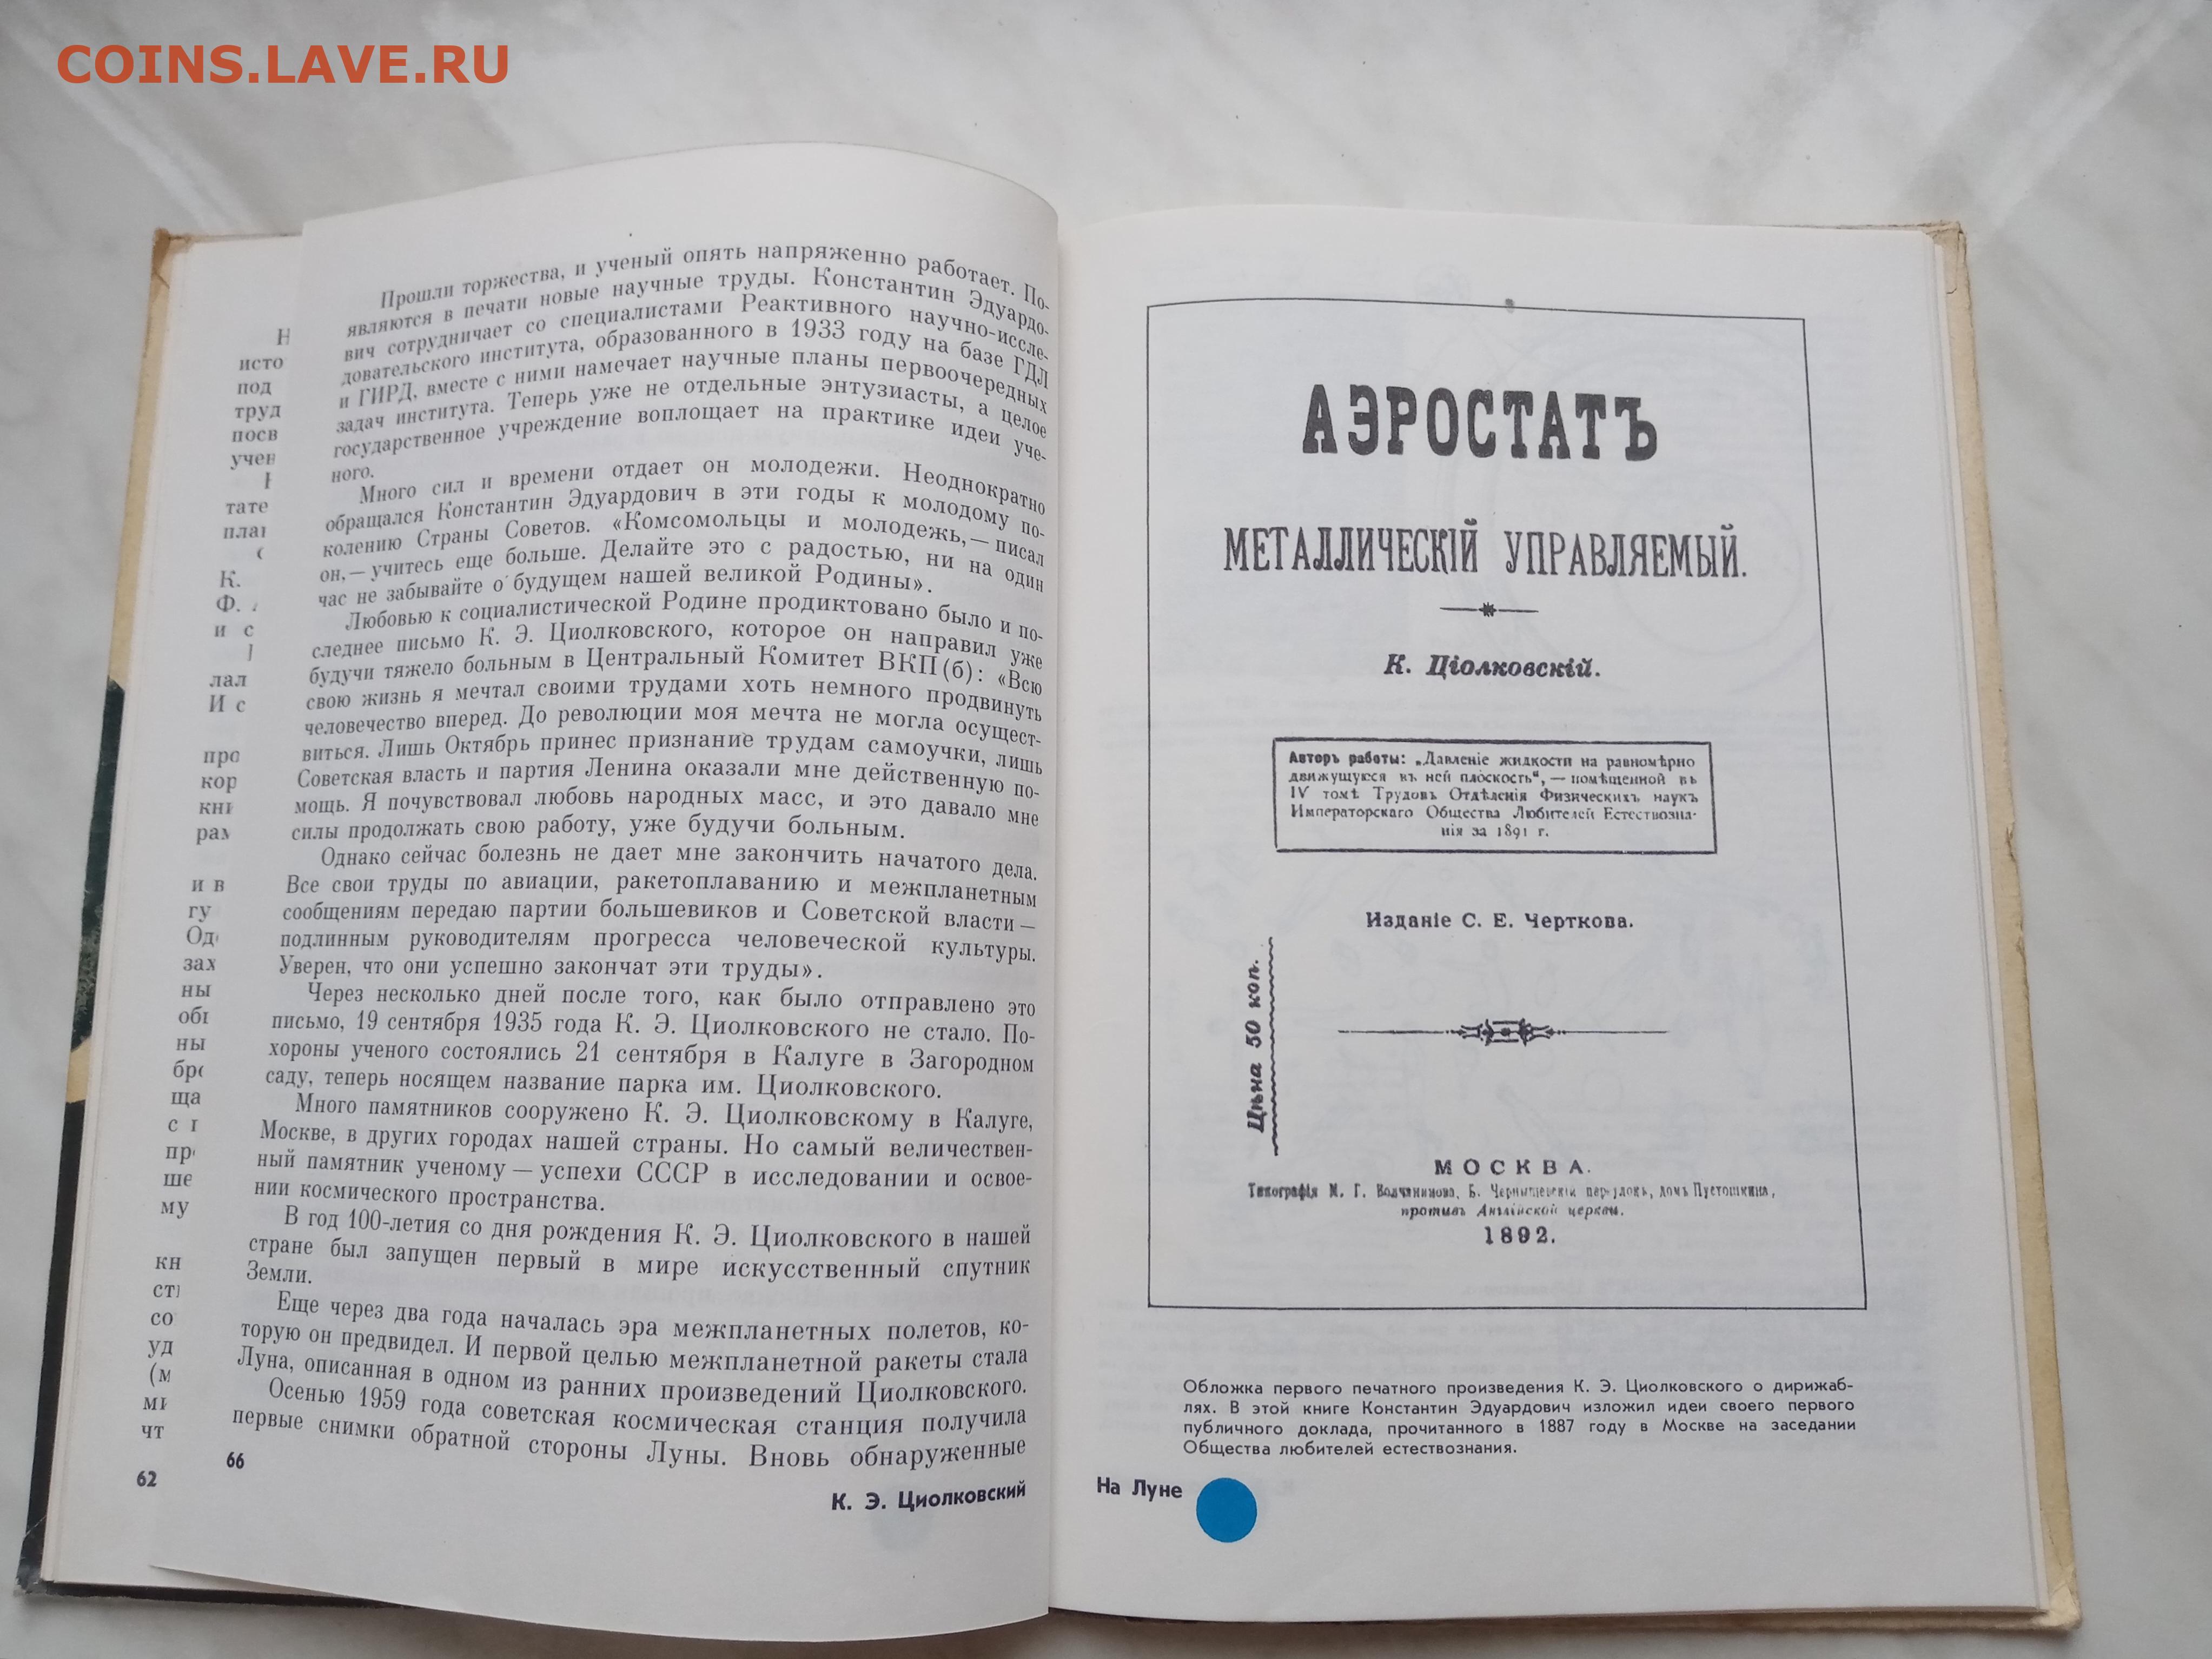 COINS.LAVE.RU
Прошли торжества, и ученый опять напряженно работает. По-
являются в печати новые научные труды. Константин Эдуардо-
вич сотрудничает со специалистами Реактивного научно-иссле-
довательского института, образованного в 1933 году на базе ГДЛ
и ГИРД, вместе с ними намечает научные планы первоочередных
задач института. Теперь уже не отдельные энтузиасты, а целое
государственное учреждение воплощает на практике идеи уче-
ного.
Много сил и времени отдает он молодежи. Неоднократно
обращался Константин Эдуардович в эти годы к молодому по-
колению Страны Советов. «Комсомольцы и молодежь,— писал
он,— учитесь еще больше. Делайте это с радостью, ни на один
час не забывайте о будущем нашей великой Родины».
Любовью к социалистической Родине продиктовано было и по-
следнее письмо К. Э. Циолковского, которое он направил уже
будучи тяжело больным в Центральный Комитет ВКП(б): «Всю
свою жизнь я мечтал своими трудами хоть немного продвинуть
человечество вперед. До революции моя мечта не могла осущест-
виться. Лишь Октябрь принес признание трудам самоучки, лишь
Советская власть и партия Ленина оказали мне действенную по-
мощь. Я почувствовал любовь народных масс, и это давало мне
силы продолжать свою работу, уже будучи больным.
Однако сейчас болезнь не дает мне закончить начатого дела.
Все свои труды по авиации, ракетоплаванию и межпланетным
сообщениям передаю партии большевиков и Советской власти—
подлинным руководителям прогресса человеческой культуры.
Уверен, что они успешно закончат эти труды».
Через несколько дней после того, как было отправлено это
письмо, 19 сентября 1935 года К. Э. Циолковского не стало. По-
хороны ученого состоялись 21 сентября в Калуге в Загородном
саду, теперь носящем название парка им. Циолковского.
Много памятников сооружено К. Э. Циолковскому в Калуге,
Москве, в других городах нашей страны. Но самый величествен-
ный памятник ученому — успехи СССР в исследовании и освое-
нии космического пространства.
В год 100-летия со дня рождения К. Э. Циолковского в нашей
стране был запущен первый в мире искусственный спутник
Земли.
Еще через два года началась эра межпланетных полетов, ко-
торую он предвидел. И первой целью межпланетной ракеты стала
Луна, описанная в одном из ранних произведений Циолковского.
Осенью 1959 года советская космическая станция получила
первые снимки обратной стороны Луны. Вновь обнаруженные
66
К. Э. Циолковский
62
АЭРОСТАТЪ
МЕТАЛЛИЧЕСКІЙ УПРАВЛЯЕМЫЙ.
К. Ціолковскій.
Авторъ работы: „Давленіе жидкости на равномѣрно
движущуюся въ ней плоскость“, — помѣщенной въ
IV томѣ Трудовъ Отдѣленія Физическихъ наукъ
Императорскаго Общества Любителей Естествозна-
нія за 1891 г.
Изданіе С. Е. Черткова.
Цѣна 50 коп.
МОСКВА.
Типографія М. Г. Волчанинова, Б. Чернышевскій переулокъ, домъ Пустошкина,
противъ Англійской церкви.
1892.
Обложка первого печатного произведения К. Э. Циолковского о дирижаб-
лях. В этой книге Константин Эдуардович изложил идеи своего первого
публичного доклада, прочитанного в 1887 году в Москве на заседании
Общества любителей естествознания.
На Луне